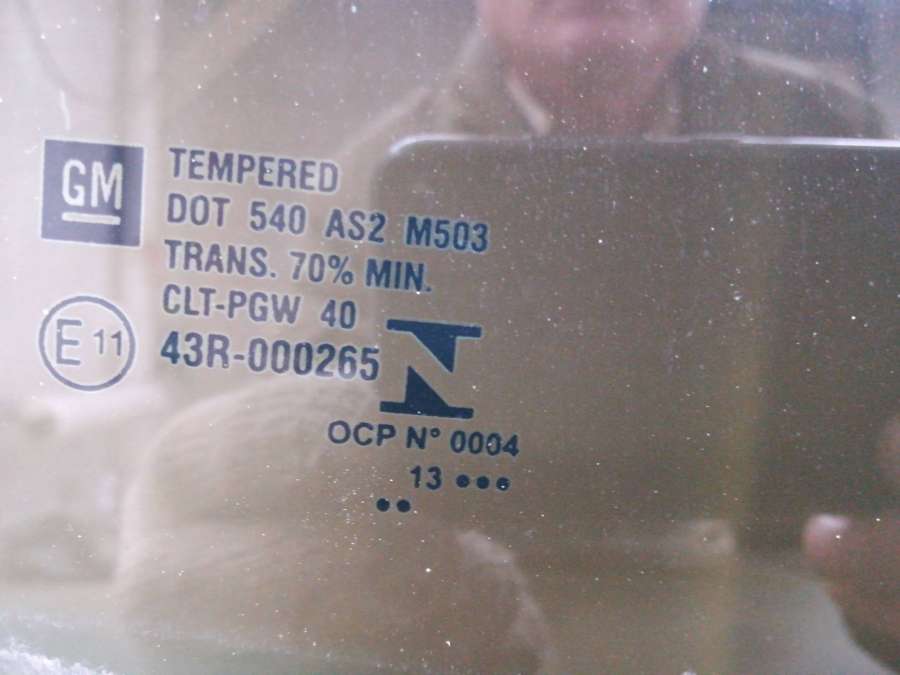 GM
TEMPERED
DOT 540 AS2 M503
TRANS. 70% MIN.
CLT-PGW 40
E 11
43R-000265
OCP N° 0004
13 •••
••